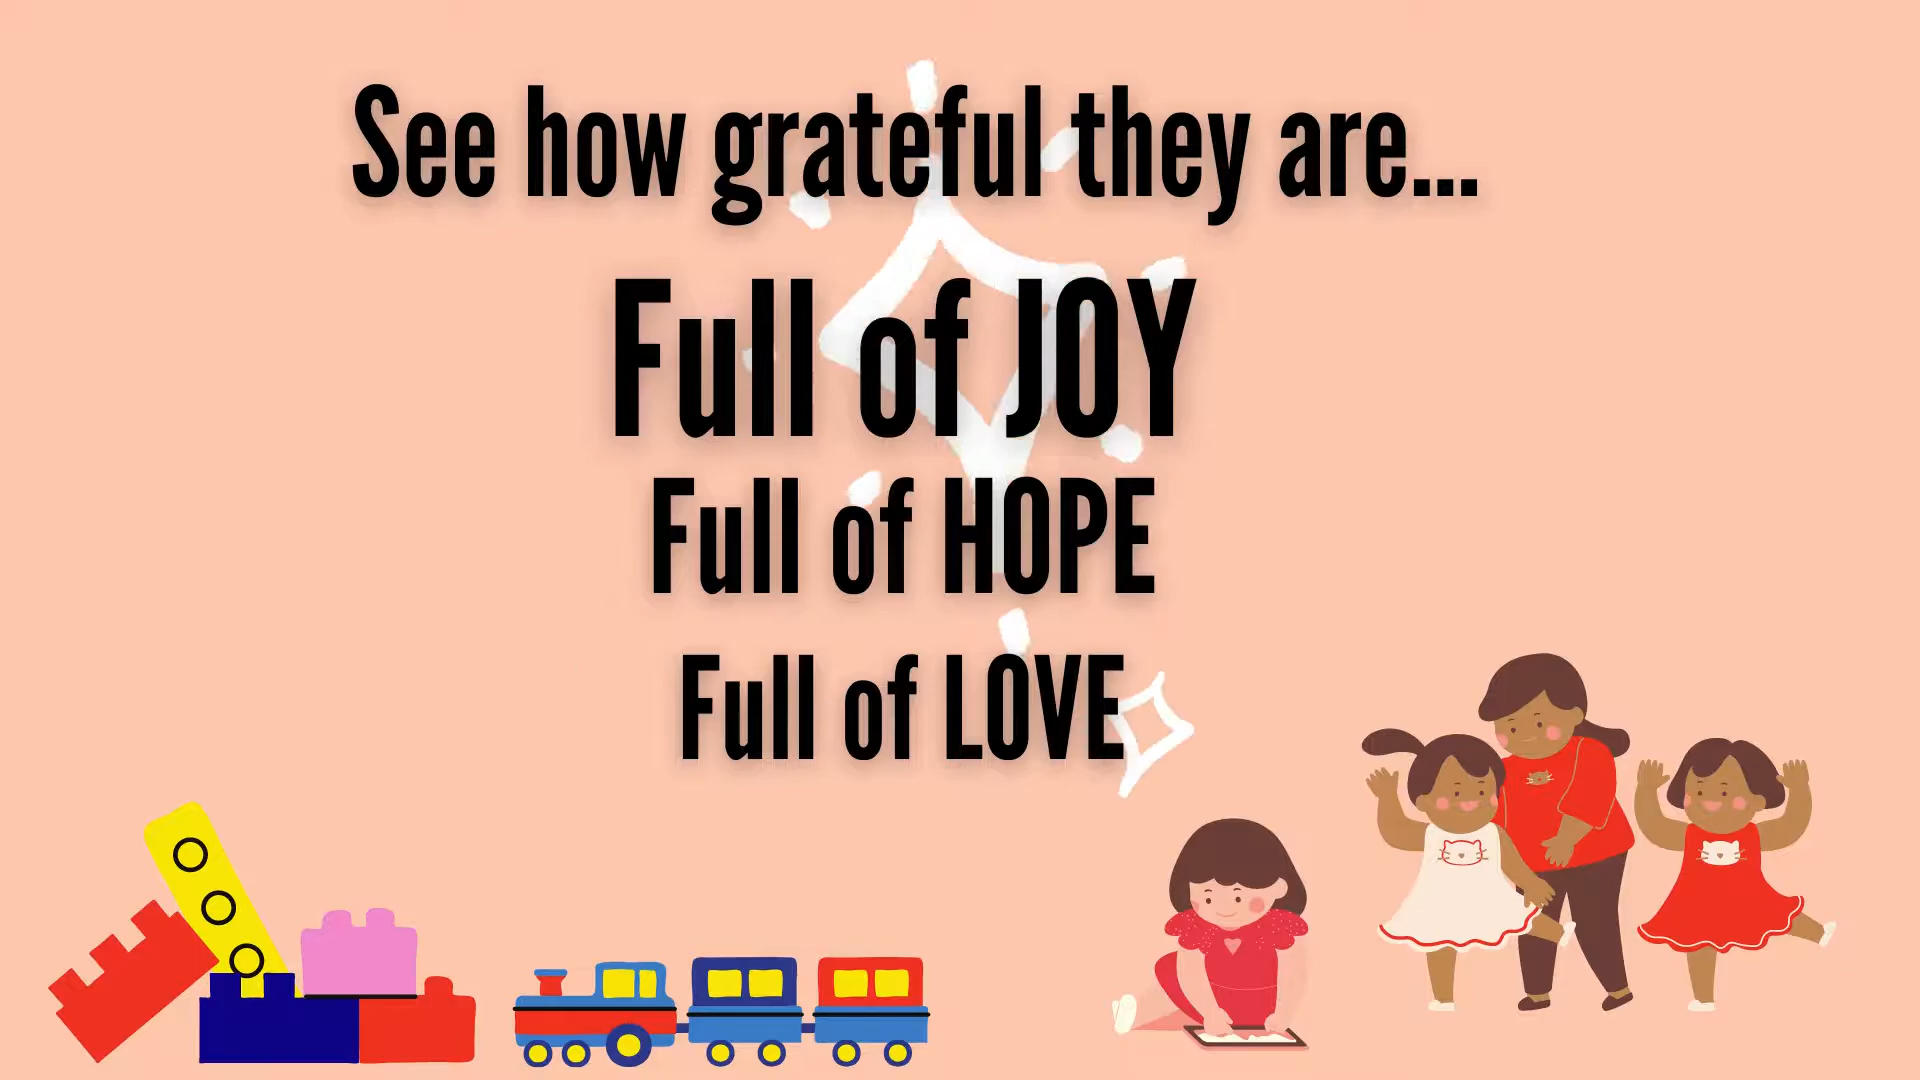 See how grateful they are...
Full of JOY
Full of HOPE
Full of LOVE